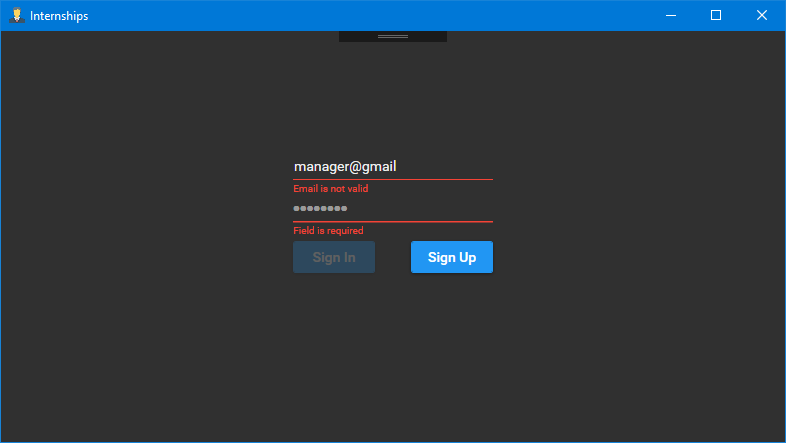 Internships
manager@gmail
Email is not valid
••••••••
Field is required
Sign In
Sign Up